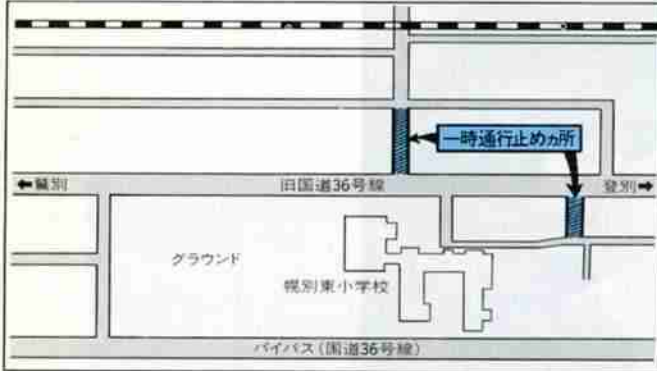 一時通行止めヵ所
←鷲別
旧国道36号線
登別→
グラウンド
幌別東小学校
バイパス(国道36号線)